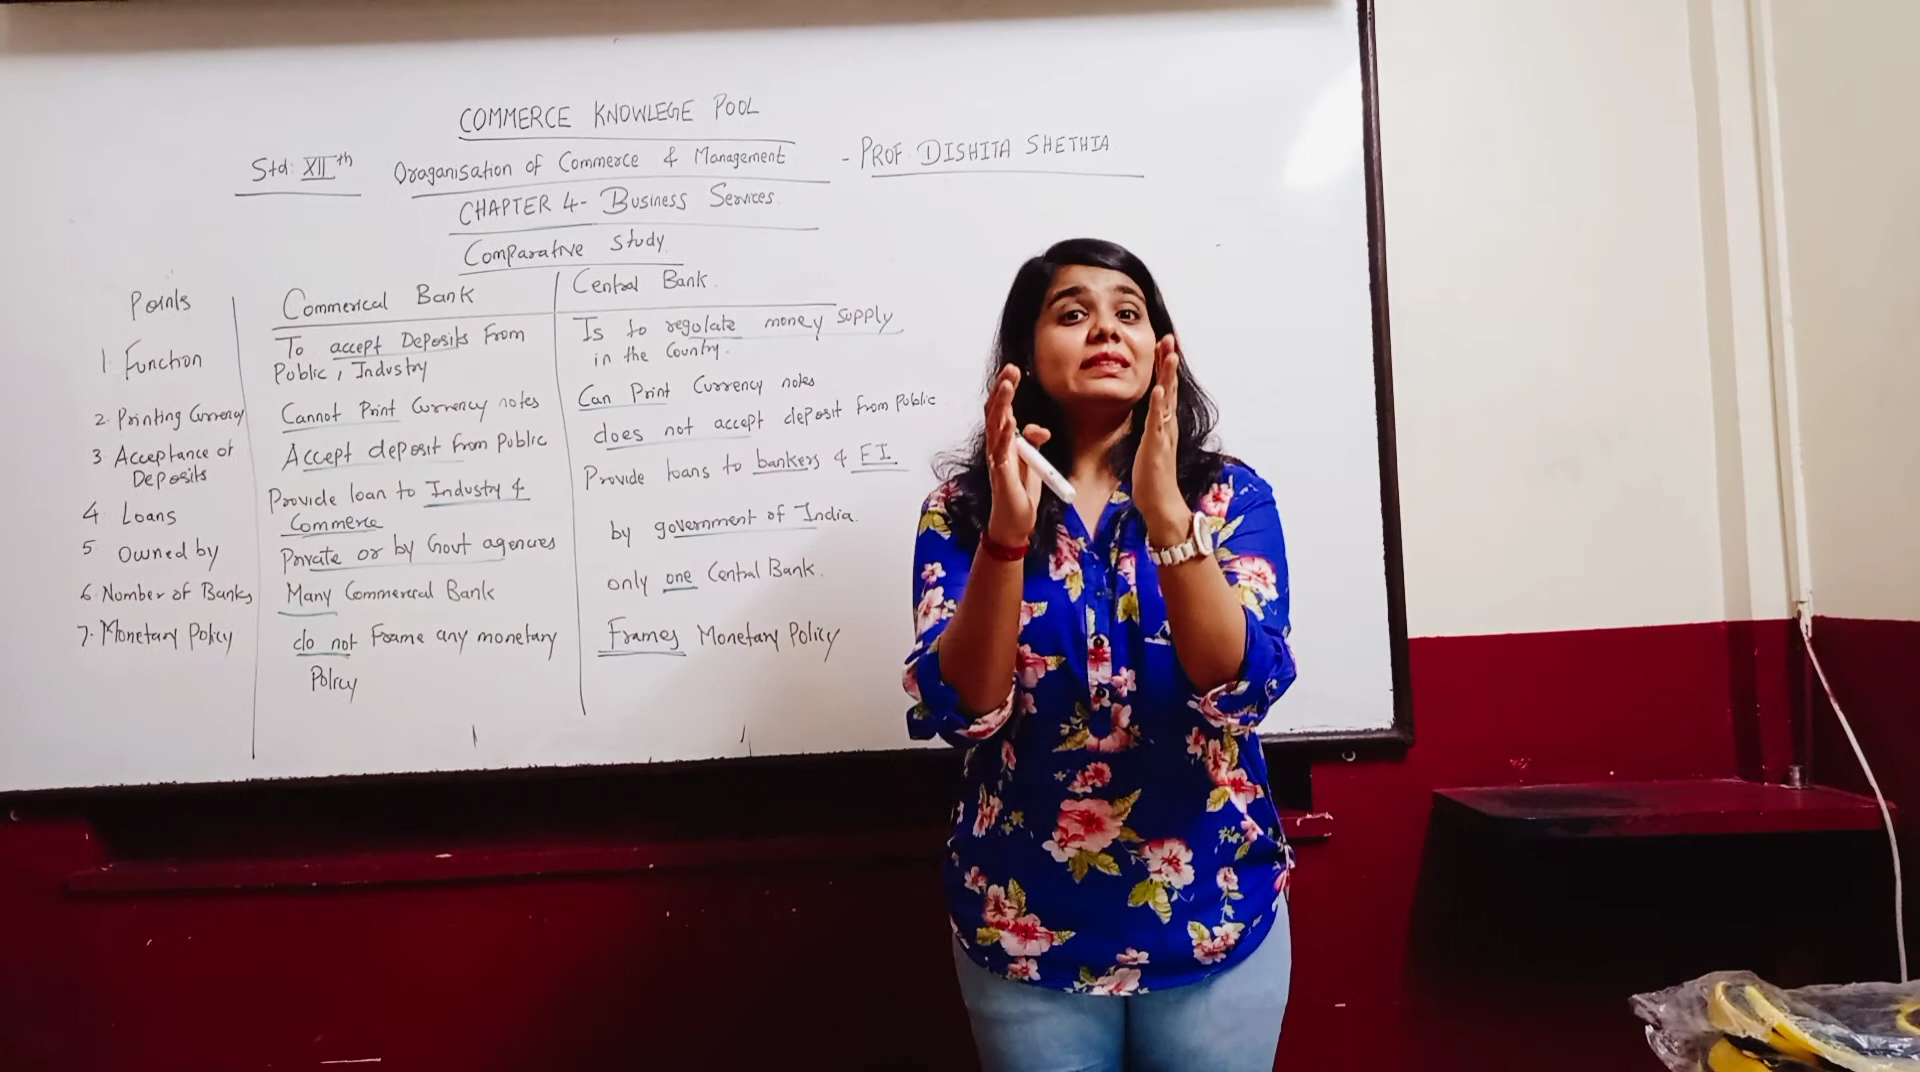 COMMERCE KNOWLEGE POOL
Std: XIIth Oraganisation of Commerce & Management - PROF DISHITA SHETHIA
CHAPTER 4- Business Services.
Comparative study.
Points Commerical Bank Central Bank.
1. Function To accept Deposits from Is to regulate money supply
Public, Industry in the Country.
2. Printing Currency Cannot Print Currency notes Can Print Currency notes
3 Acceptance of Accept deposit from public does not accept deposit from public
Deposits
4 Loans Provide loan to Industry & Provide loans to bankers & F I.
Commerce
5 Owned by Private or by Govt agencies by government of India.
6. Number of Banks Many Commercial Bank only one Central Bank.
7. Monetary Policy do not Frame any monetary Frames Monetary Policy
Policy